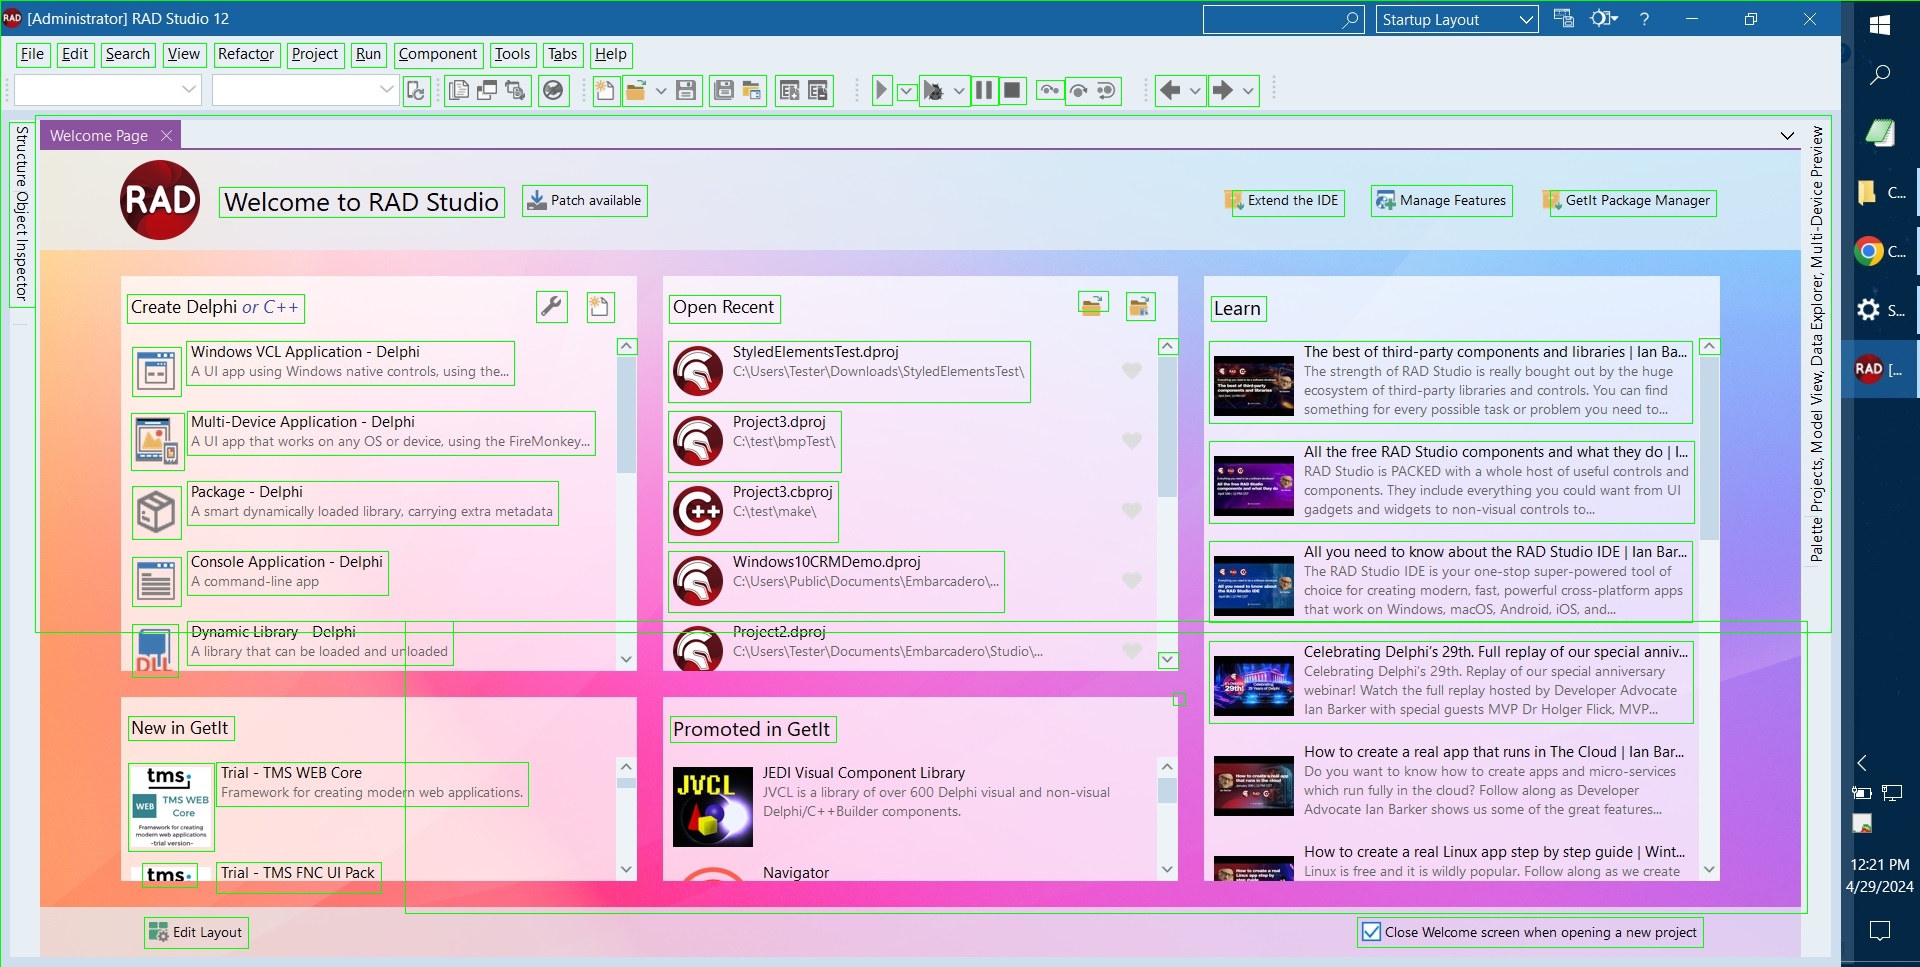 [Administrator] RAD Studio 12
Startup Layout
File Edit Search View Refactor Project Run Component Tools Tabs Help
Welcome Page
Structure Object Inspector
RAD
Welcome to RAD Studio
Patch available
Extend the IDE
Manage Features
GetIt Package Manager
Palette Projects, Model View, Data Explorer, Multi-Device Preview
Create Delphi or C++
Windows VCL Application - Delphi
A UI app using Windows native controls, using the...
Multi-Device Application - Delphi
A UI app that works on any OS or device, using the FireMonkey...
Package - Delphi
A smart dynamically loaded library, carrying extra metadata
Console Application - Delphi
A command-line app
Dynamic Library - Delphi
A library that can be loaded and unloaded
DLL
Open Recent
StyledElementsTest.dproj
C:\Users\Tester\Downloads\StyledElementsTest\
Project3.dproj
C:\test\bmpTest\
Project3.cbproj
C:\test\make\
Windows10CRMDemo.dproj
C:\Users\Public\Documents\Embarcadero\...
Project2.dproj
C:\Users\Tester\Documents\Embarcadero\Studio\...
Learn
The best of third-party components and libraries | Ian Ba...
The strength of RAD Studio is really bought out by the huge
ecosystem of third-party libraries and controls. You can find
something for every possible task or problem you need to...
All the free RAD Studio components and what they do | I...
RAD Studio is PACKED with a whole host of useful controls and
components. They include everything you could want from UI
gadgets and widgets to non-visual controls to...
All you need to know about the RAD Studio IDE | Ian Bar...
The RAD Studio IDE is your one-stop super-powered tool of
choice for creating modern, fast, powerful cross-platform apps
that work on Windows, macOS, Android, iOS, and...
Celebrating Delphi's 29th. Full replay of our special anniv...
Celebrating Delphi's 29th. Replay of our special anniversary
webinar! Watch the full replay hosted by Developer Advocate
Ian Barker with special guests MVP Dr Holger Flick, MVP...
How to create a real app that runs in The Cloud | Ian Bar...
Do you want to know how to create apps and micro-services
which run fully in the cloud? Follow along as Developer
Advocate Ian Barker shows us some of the great features...
How to create a real Linux app step by step guide | Wint...
Linux is free and it is wildly popular. Follow along as we create
New in GetIt
tms;
WEB
TMS WEB
Core
Framework for creating
modern web applications
-trial version-
Trial - TMS WEB Core
Framework for creating modern web applications.
tms;
Trial - TMS FNC UI Pack
Promoted in GetIt
JVCL
JEDI Visual Component Library
JVCL is a library of over 600 Delphi visual and non-visual
Delphi/C++Builder components.
Navigator
Edit Layout
Close Welcome screen when opening a new project
C...
C...
S...
RAD
[...
12:21 PM
4/29/2024